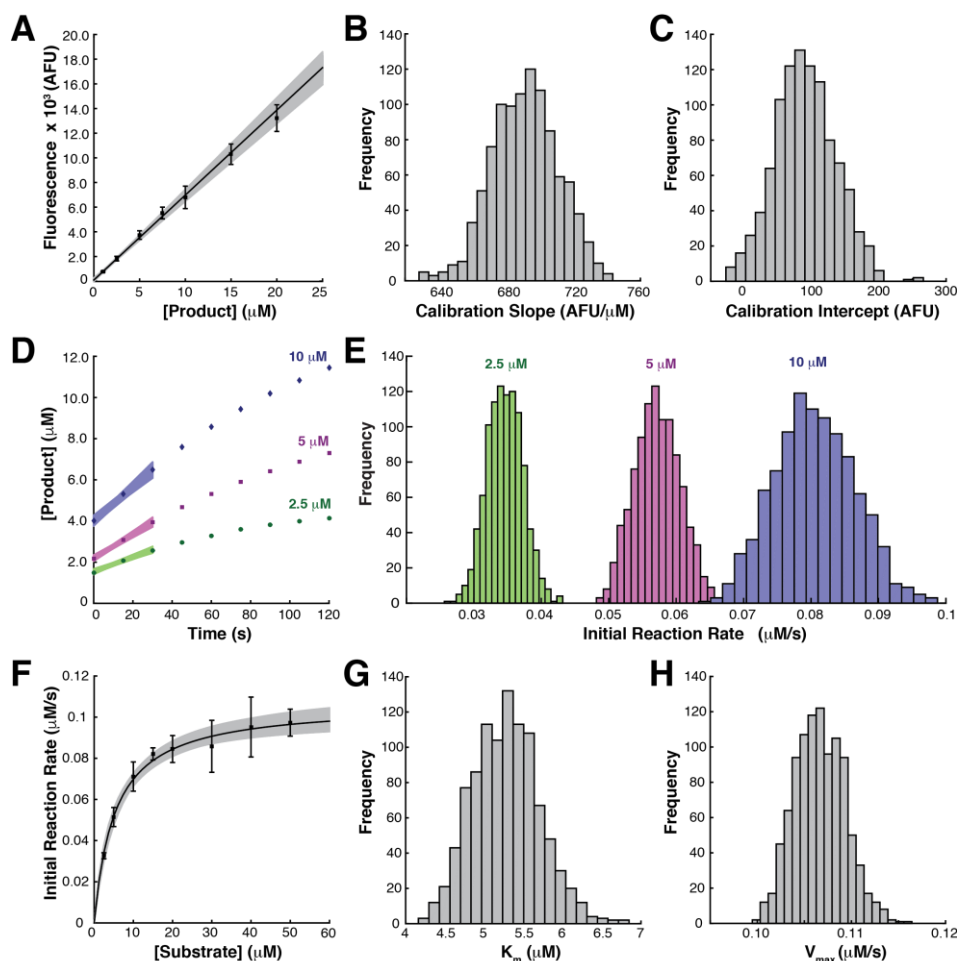 A
Fluorescence x 10³ (AFU)
20.0
18.0
16.0
14.0
12.0
10.0
8.0
6.0
4.0
2.0
0 5 10 15 20 25
[Product] (μM)
B
Frequency
140
120
100
80
60
40
20
0
640 680 720 760
Calibration Slope (AFU/μM)
C
Frequency
140
120
100
80
60
40
20
0
0 100 200 300
Calibration Intercept (AFU)
D
[Product] (μM)
12.0
10.0
8.0
6.0
4.0
2.0
0
10 μM
5 μM
2.5 μM
0 20 40 60 80 100 120
Time (s)
E
Frequency
140
120
100
80
60
40
20
0
2.5 μM
5 μM
10 μM
0.03 0.04 0.05 0.06 0.07 0.08 0.09 0.1
Initial Reaction Rate (μM/s)
F
Initial Reaction Rate (μM/s)
0.12
0.1
0.08
0.06
0.04
0.02
0
0 10 20 30 40 50 60
[Substrate] (μM)
G
Frequency
140
120
100
80
60
40
20
0
4 4.5 5 5.5 6 6.5 7
Km (μM)
H
Frequency
140
120
100
80
60
40
20
0
0.10 0.11 0.12
Vmax (μM/s)